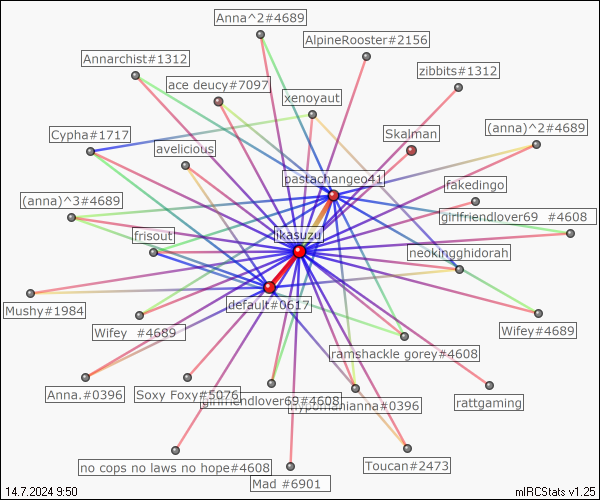 Anna^2#4689
AlpineRooster#2156
Annarchist#1312
zibbits#1312
ace deucy#7097
xenoyaut
Cypha#1717
Skalman
(anna)^2#4689
avelicious
pastachangeo41
fakedingo
(anna)^3#4689
girlfriendlover69 #4608
jkasuzu
frisout
neokingghidorah
default#0617
Mushy#1984
Wifey #4689
Wifey#4689
ramshackle gorey#4608
Anna.#0396
Soxy Foxy#5076
girlfriendlover69#4608
hypomanianna#0396
rattgaming
no cops no laws no hope#4608
Toucan#2473
Mad #6901
14.7.2024 9:50
mIRCStats v1.25